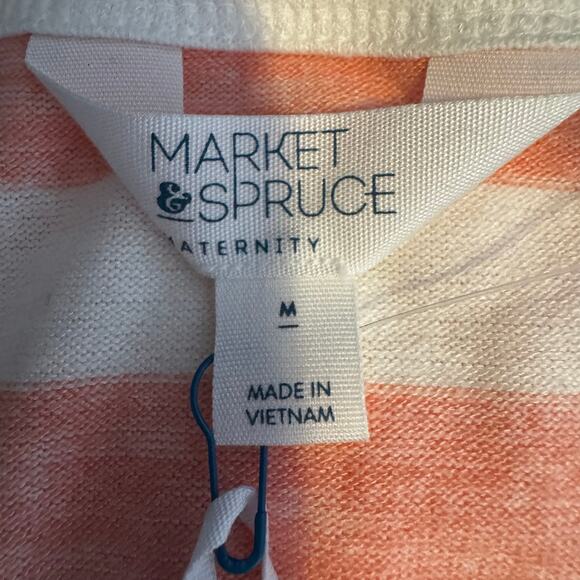 MARKET
& SPRUCE
MATERNITY
M
MADE IN
VIETNAM